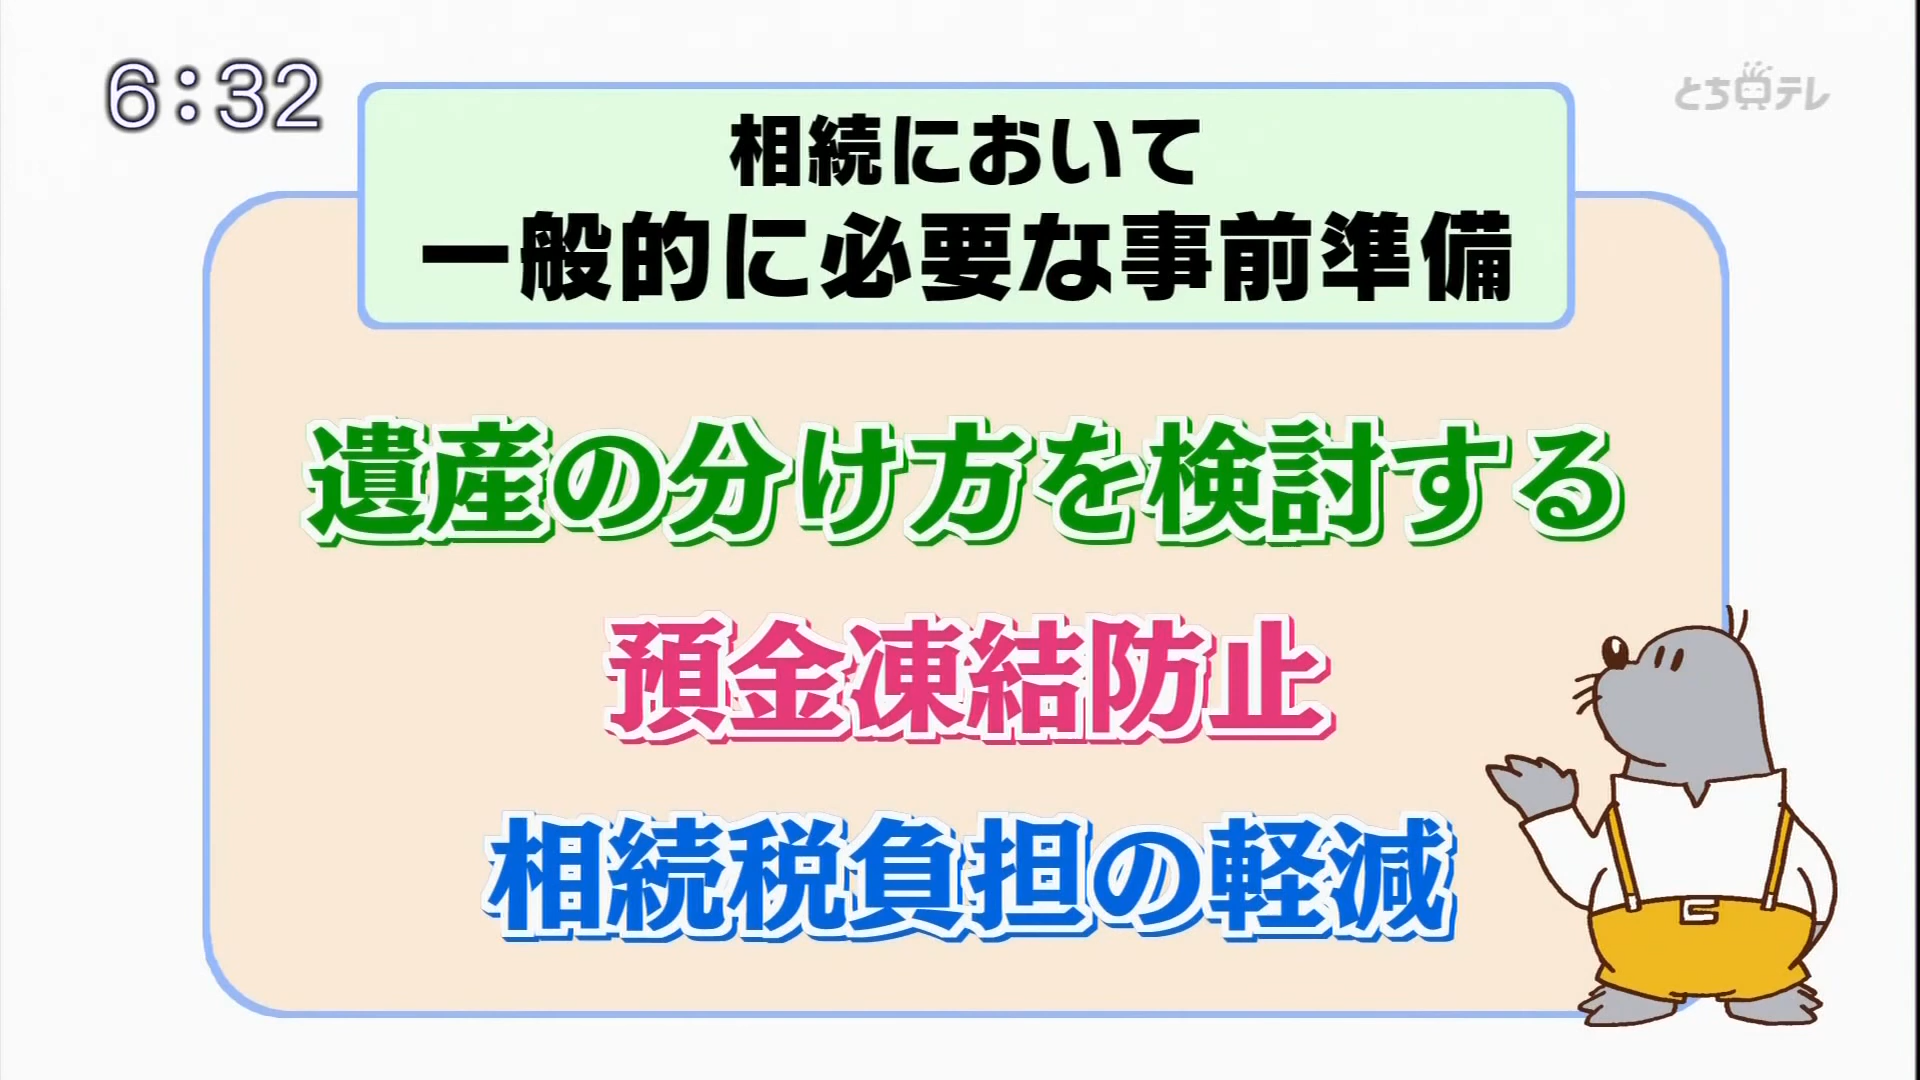 6:32
とちテレ
相続において
一般的に必要な事前準備
遺産の分け方を検討する
預金凍結防止
相続税負担の軽減